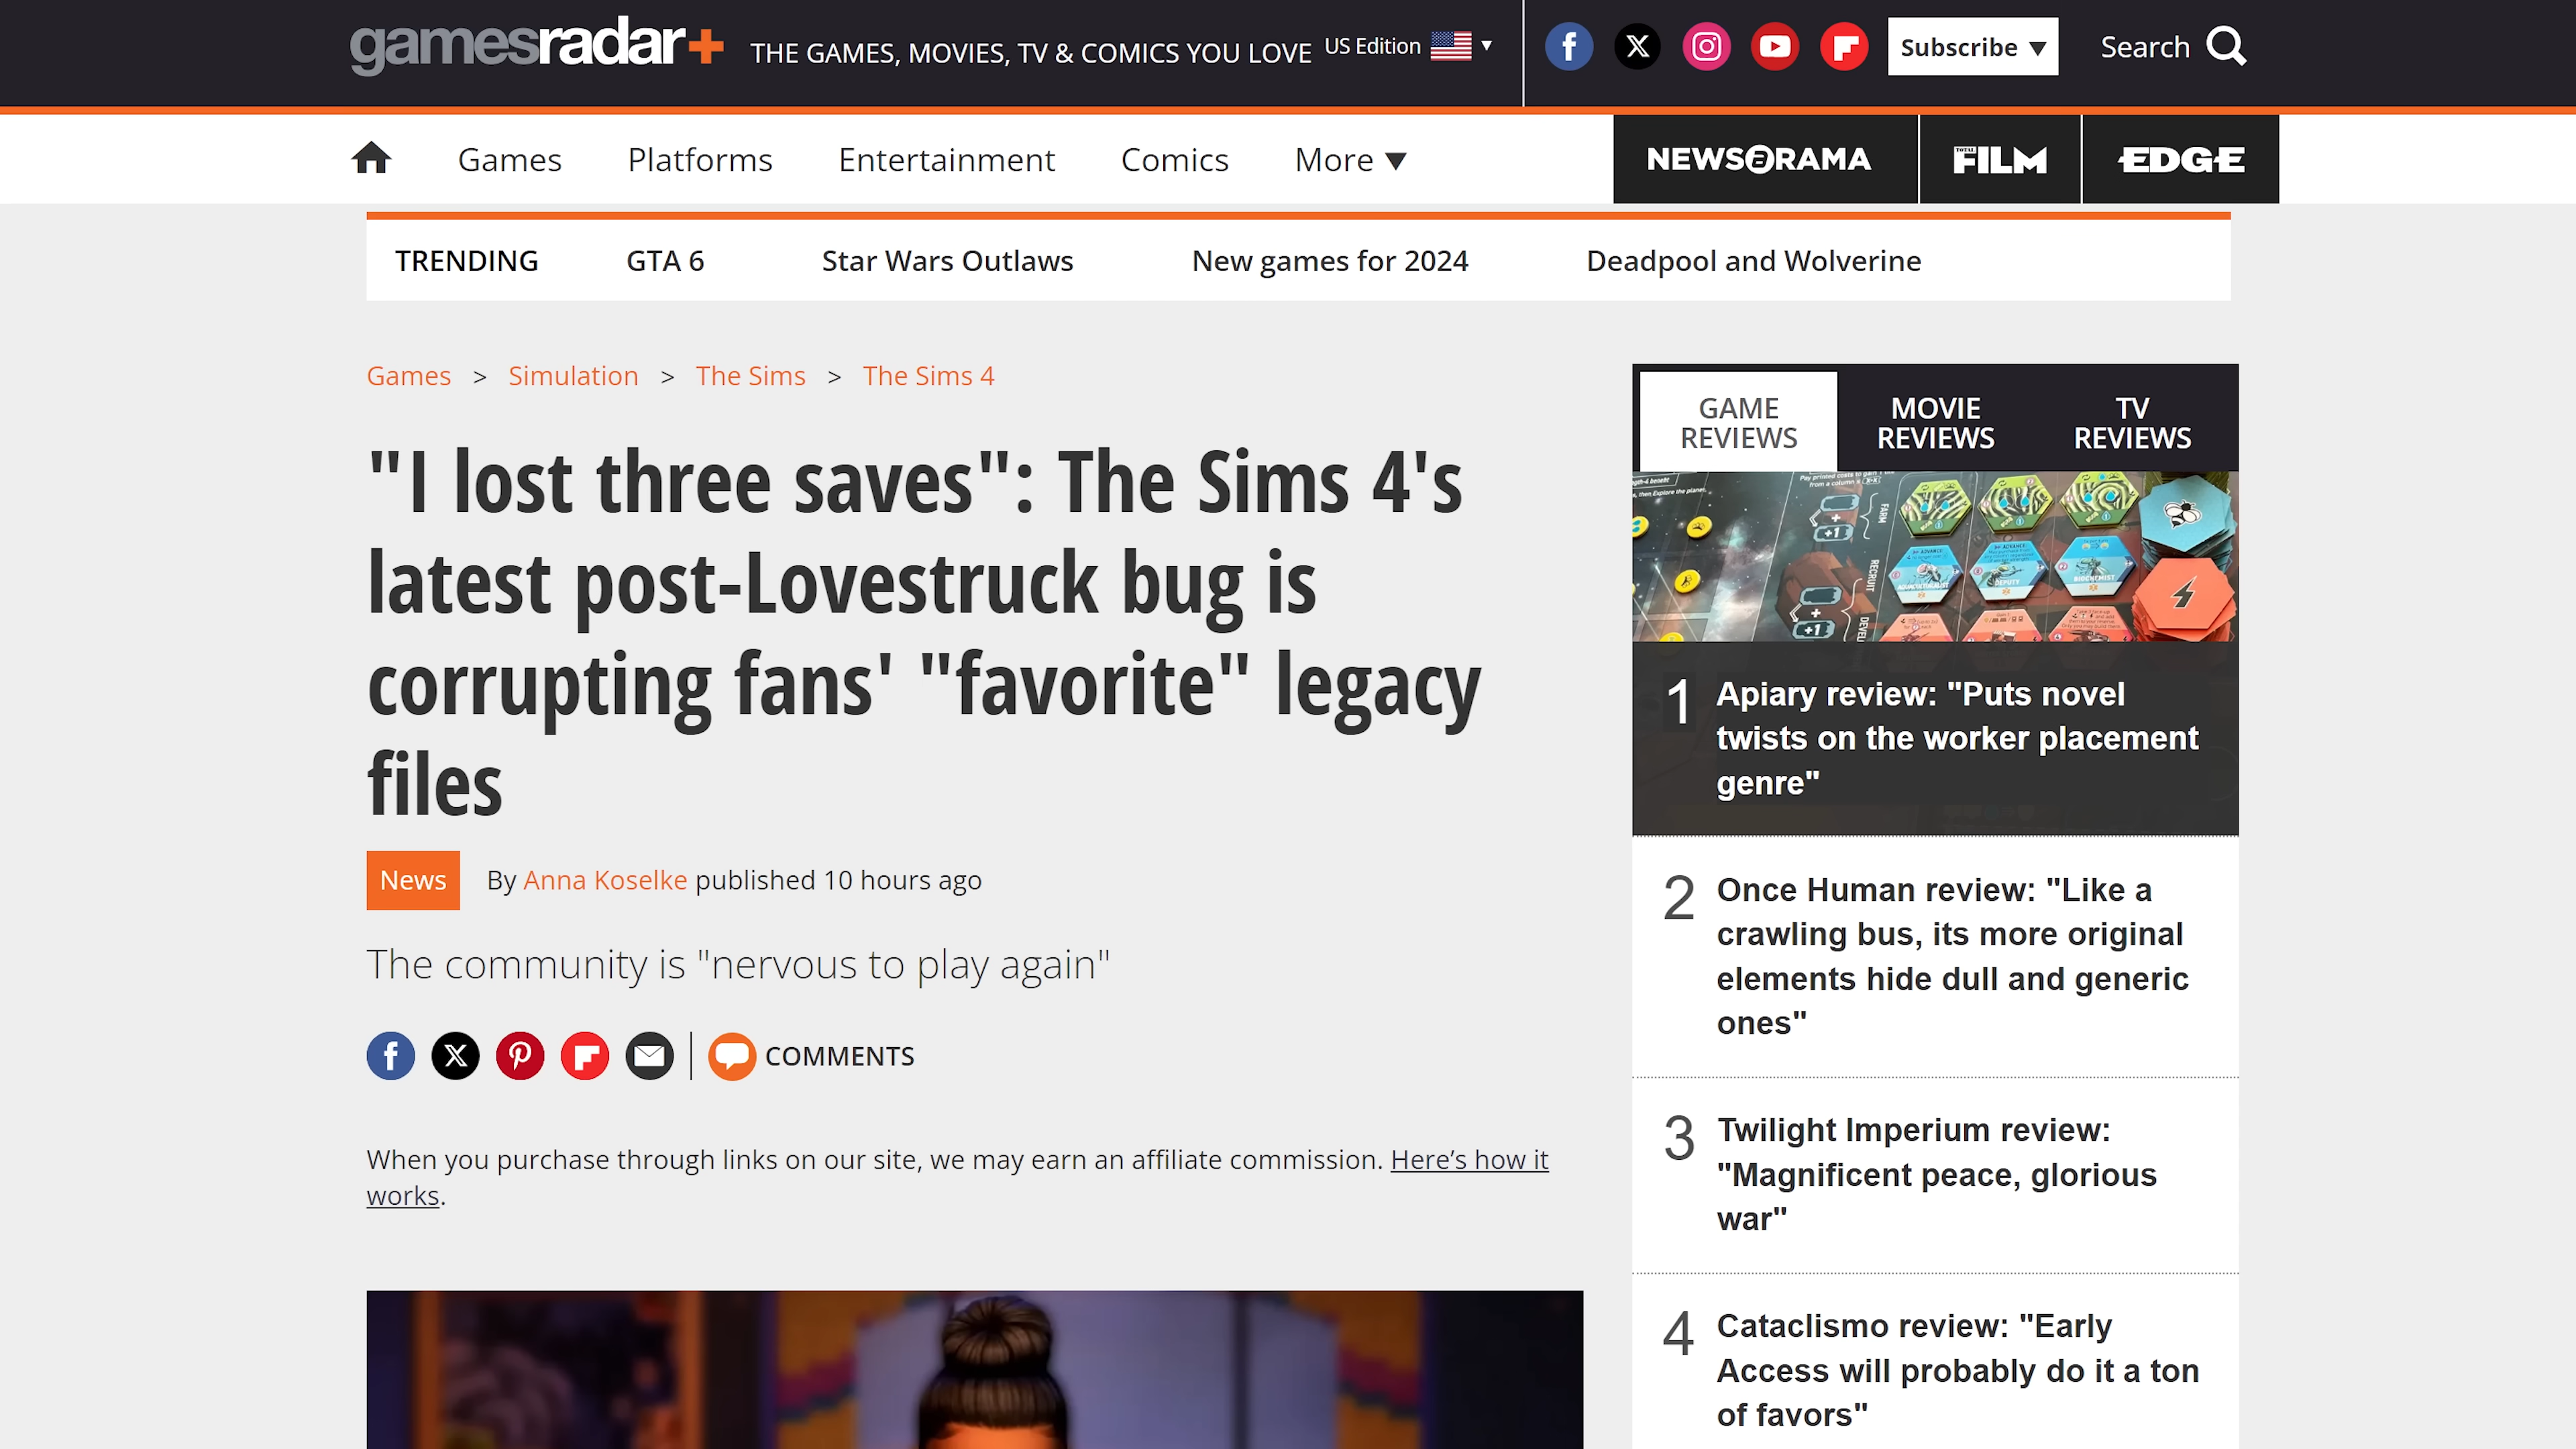 gamesradar+ THE GAMES, MOVIES, TV & COMICS YOU LOVE US Edition ▼
Subscribe ▼ Search
Games Platforms Entertainment Comics More ▼
NEWSaRAMA TOTAL FILM EDGE
TRENDING GTA 6 Star Wars Outlaws New games for 2024 Deadpool and Wolverine
Games > Simulation > The Sims > The Sims 4
"I lost three saves": The Sims 4's
latest post-Lovestruck bug is
corrupting fans' "favorite" legacy
files
News By Anna Koselke published 10 hours ago
The community is "nervous to play again"
COMMENTS
When you purchase through links on our site, we may earn an affiliate commission. Here's how it
works.
GAME
REVIEWS
MOVIE
REVIEWS
TV
REVIEWS
FARM
+1
RECRUIT
+1
DEPUTY
BIOCHEMIST
1 Apiary review: "Puts novel
twists on the worker placement
genre"
2 Once Human review: "Like a
crawling bus, its more original
elements hide dull and generic
ones"
3 Twilight Imperium review:
"Magnificent peace, glorious
war"
4 Cataclismo review: "Early
Access will probably do it a ton
of favors"